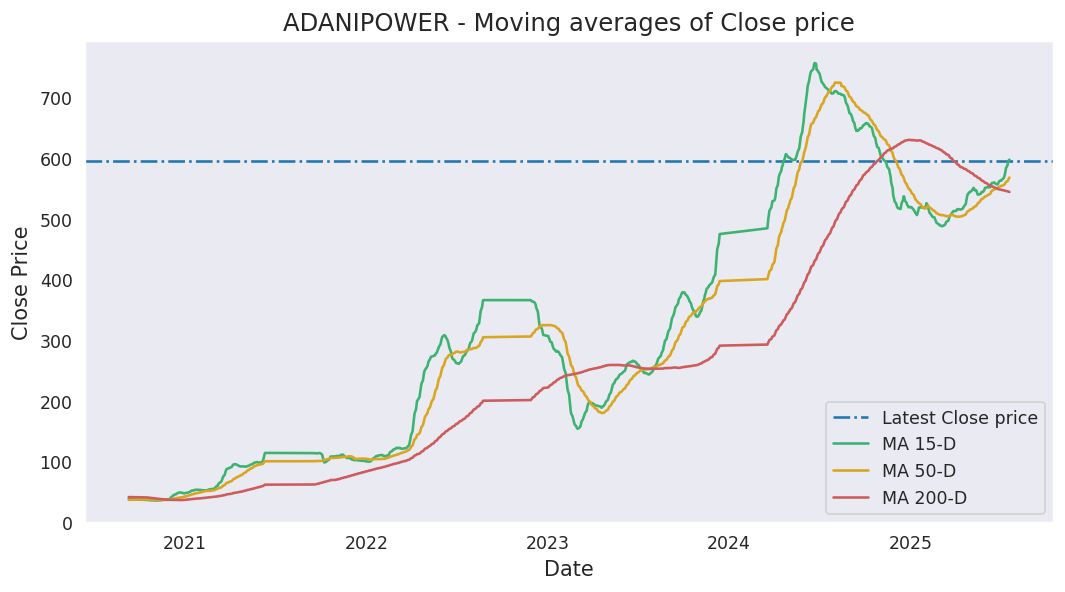 ADANIPOWER - Moving averages of Close price
Close Price
700
600
500
400
300
200
100
0
2021 2022 2023 2024 2025
Date
Latest Close price
MA 15-D
MA 50-D
MA 200-D